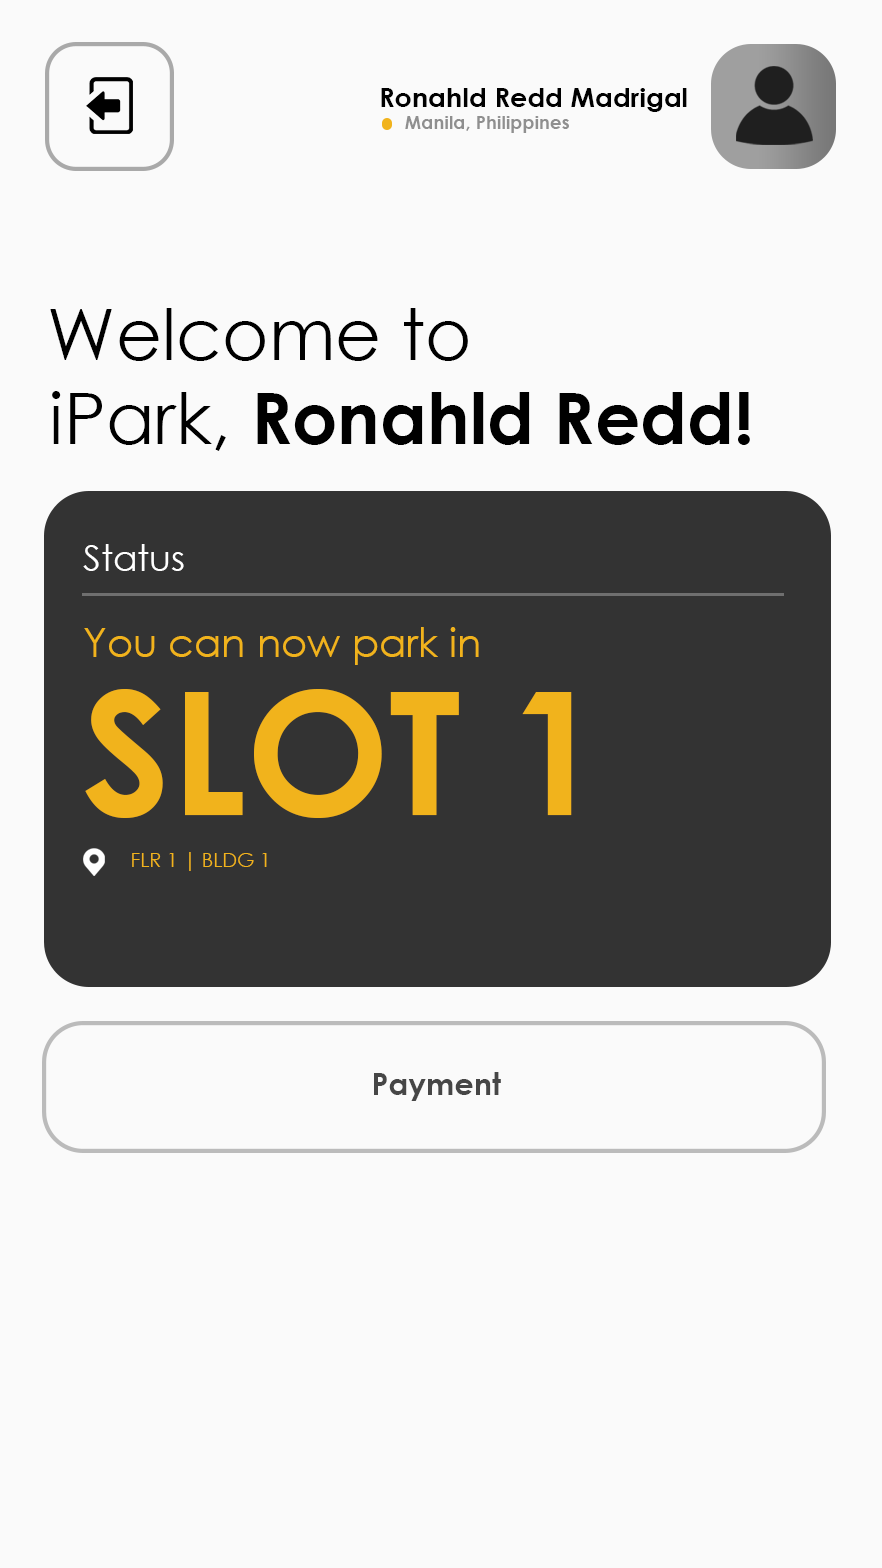 Ronahld Redd Madrigal
Manila, Philippines
Welcome to
iPark, Ronahld Redd!
Status
You can now park in
SLOT 1
FLR 1 | BLDG 1
Payment